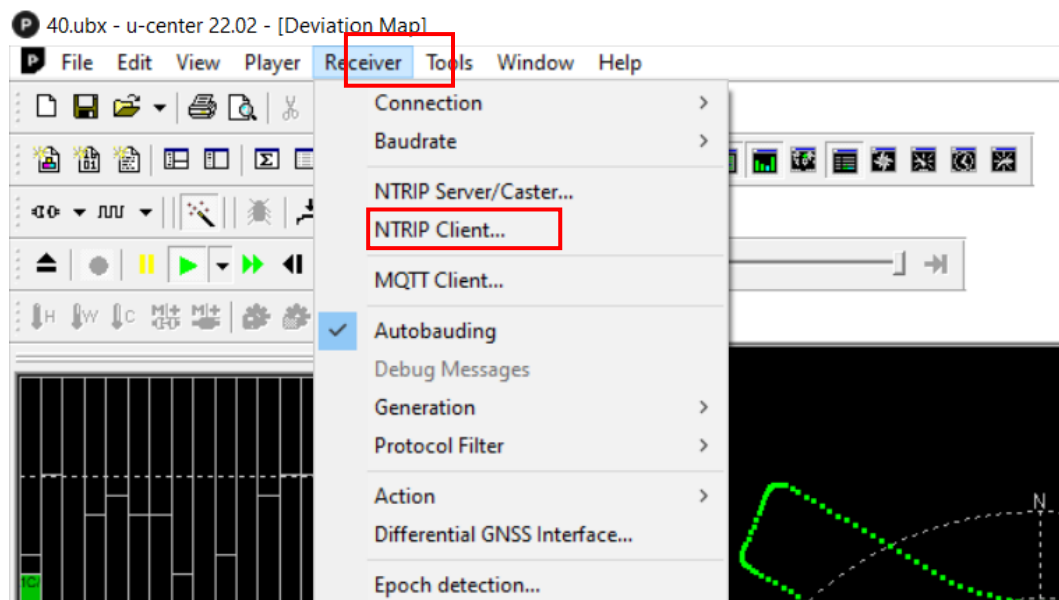 40.ubx - u-center 22.02 - [Deviation Map]
File Edit View Player Receiver Tools Window Help
Connection
Baudrate
NTRIP Server/Caster...
NTRIP Client...
MQTT Client...
Autobauding
Debug Messages
Generation
Protocol Filter
Action
Differential GNSS Interface...
Epoch detection...
H W C
N